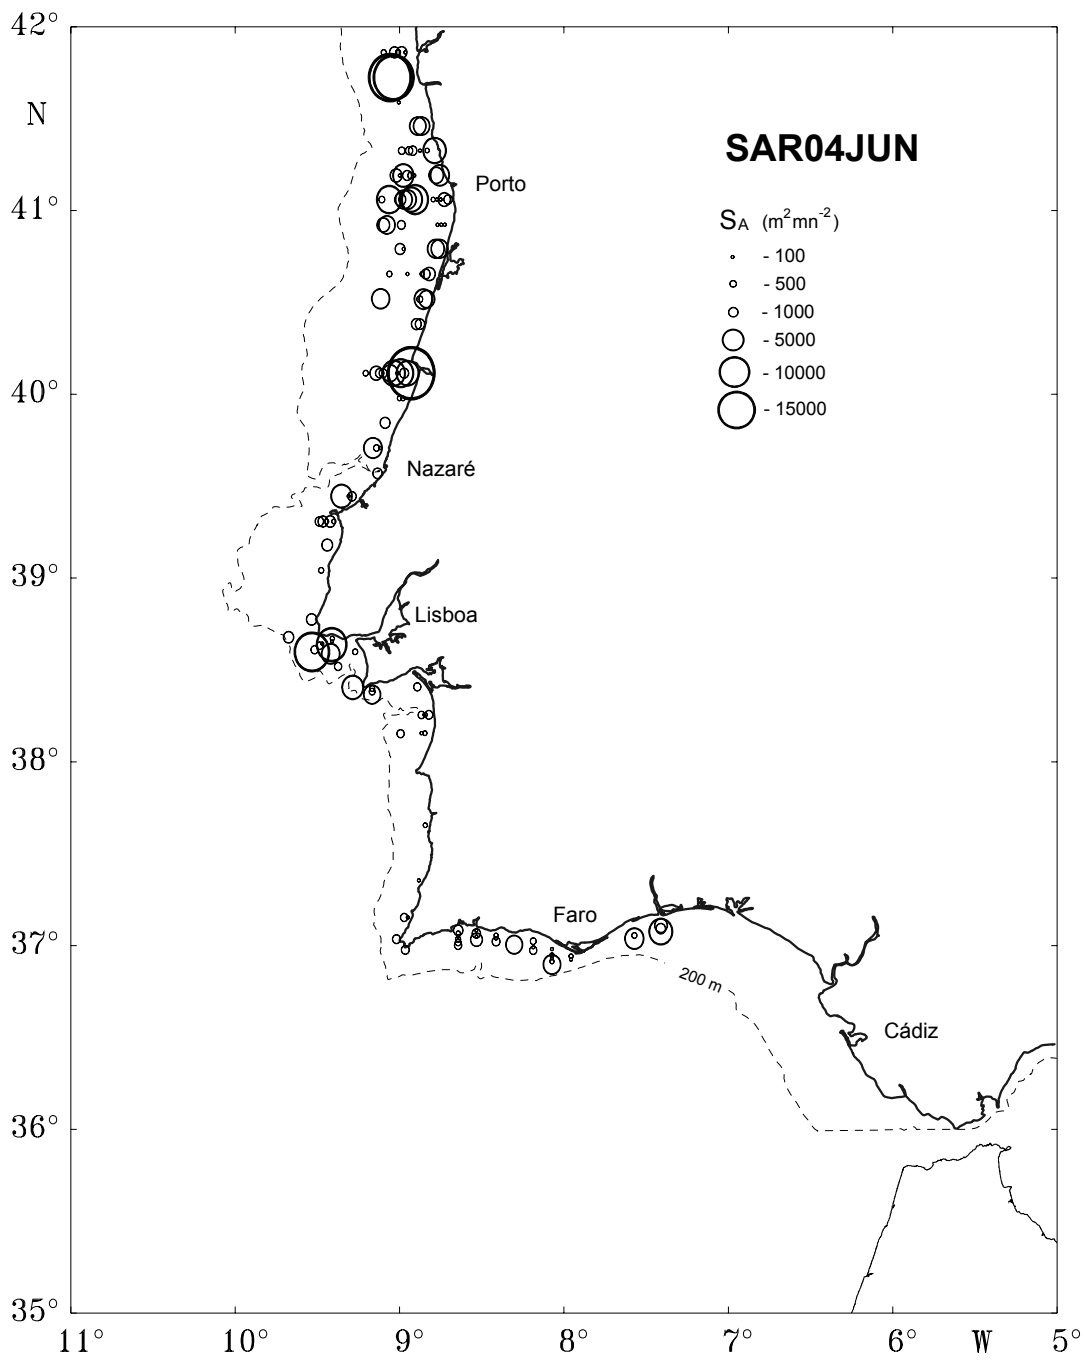 42°
N
SAR04JUN
Porto
SA (m²mn⁻²)
41°
- 100
- 500
- 1000
- 5000
- 10000
40°
- 15000
Nazaré
39°
Lisboa
38°
Faro
37°
200 m
Cádiz
36°
35°
11° 10° 9° 8° 7° 6° W 5°